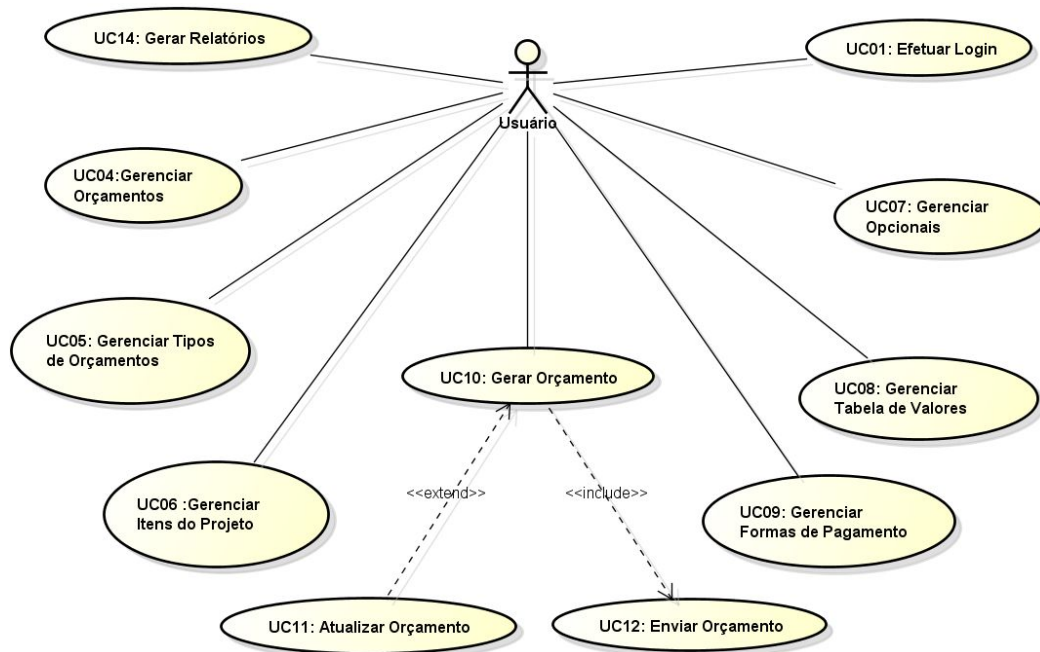 UC14: Gerar Relatórios
UC01: Efetuar Login
Usuário
UC04:Gerenciar
Orçamentos
UC07: Gerenciar
Opcionais
UC05: Gerenciar Tipos
de Orçamentos
UC10: Gerar Orçamento
UC08: Gerenciar
Tabela de Valores
UC06 :Gerenciar
Itens do Projeto
<<extend>>
<<include>>
UC09: Gerenciar
Formas de Pagamento
UC11: Atualizar Orçamento
UC12: Enviar Orçamento